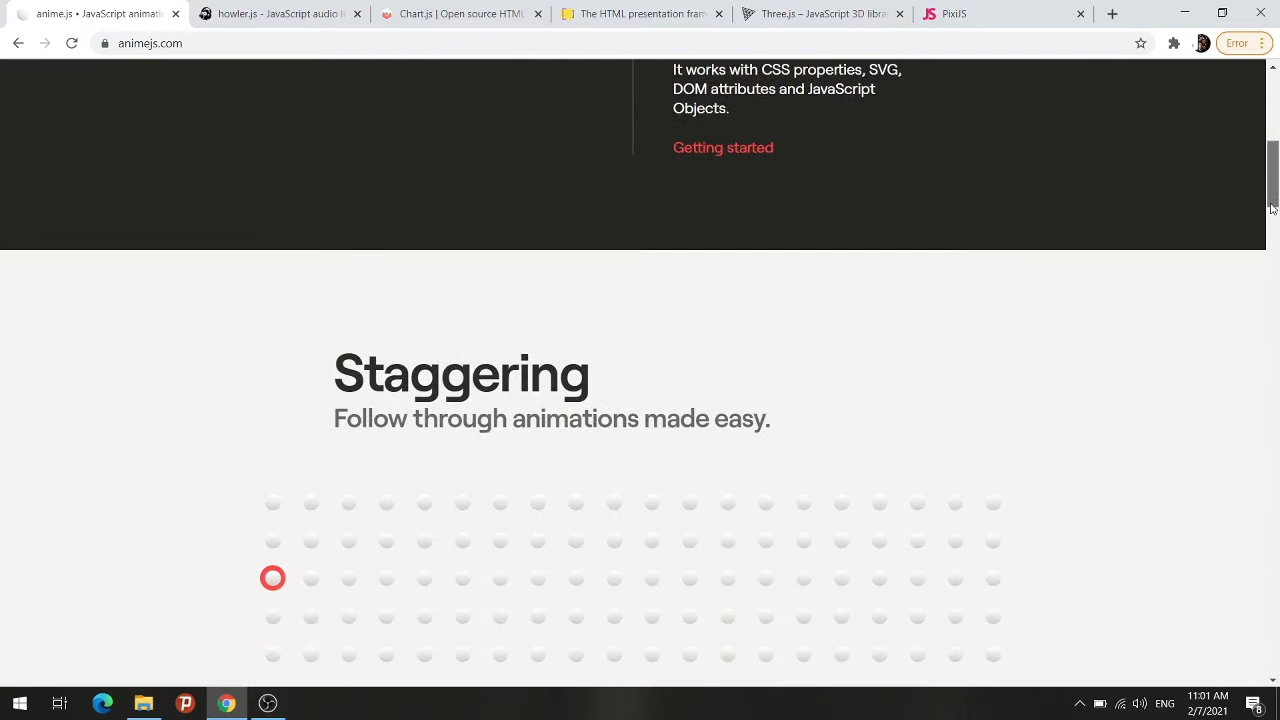 anime.js • JavaScript animati
howler.js - JavaScript audio li
Chart.js | Open source HTML
The HTML presentation fram
Three.js – JavaScript 3D libra
JS PixiJS
animejs.com
Error
It works with CSS properties, SVG,
DOM attributes and JavaScript
Objects.
Getting started
Staggering
Follow through animations made easy.
ENG
11:01 AM
2/7/2021
8